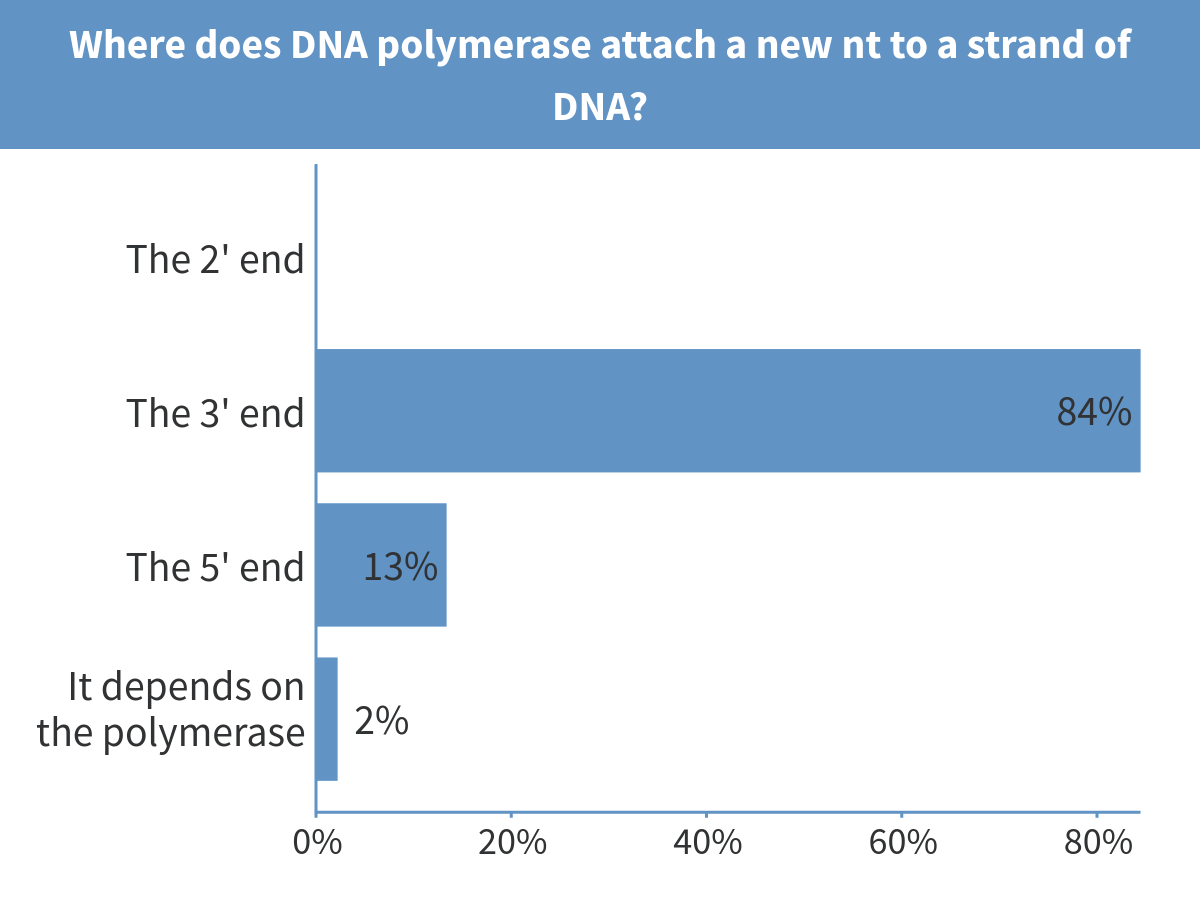 Where does DNA polymerase attach a new nt to a strand of
DNA?
The 2' end
The 3' end
84%
The 5' end
13%
It depends on
the polymerase
2%
0%
20%
40%
60%
80%